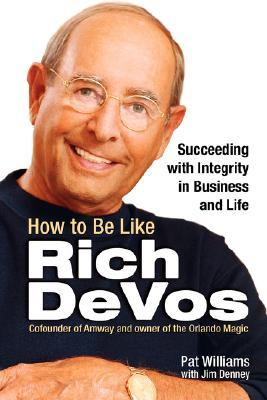 Succeeding
with Integrity
in Business
and Life
How to Be Like
Rich
DeVos
Cofounder of Amway and owner of the Orlando Magic
Pat Williams
with Jim Denney